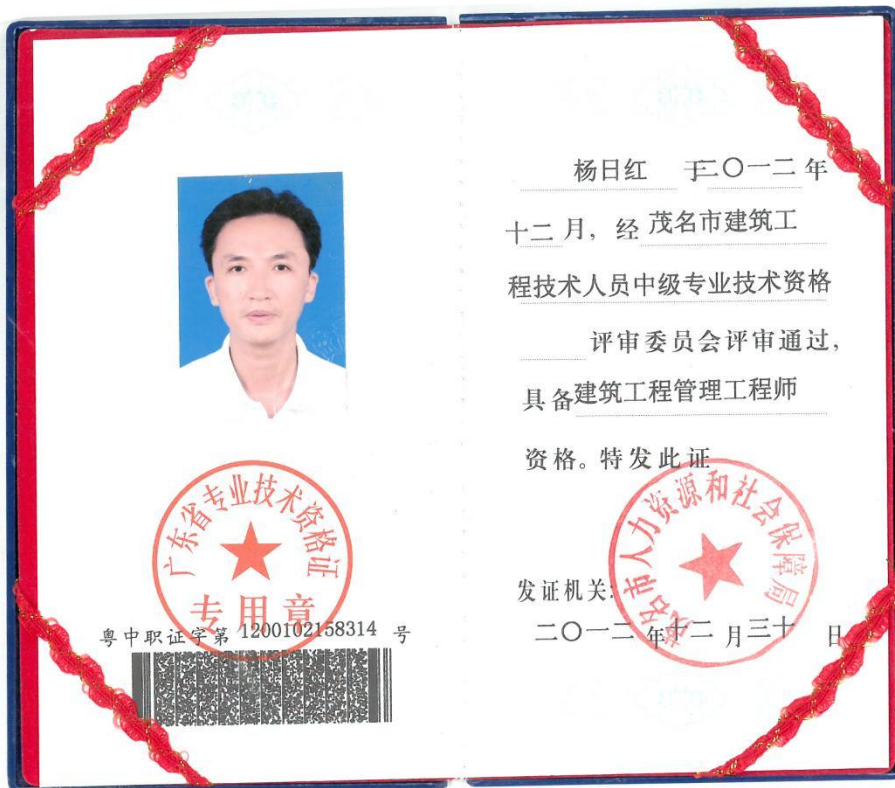 广东省专业技术资格证
专用章
粤中职证字第 1200102158314 号
杨日红 于二〇一二年
十二月，经 茂名市建筑工
程技术人员中级专业技术资格
评审委员会评审通过，
具备建筑工程管理工程师
资格。特发此证
茂名市人力资源和社会保障局
发证机关：
二〇一二年十二月三十日